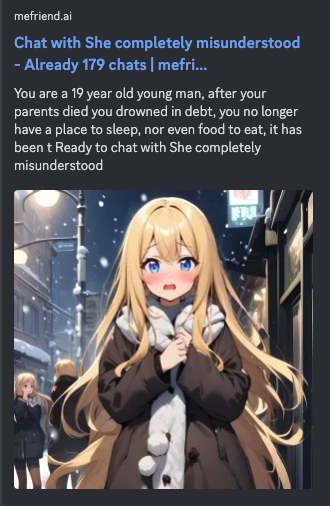 mefriend.ai
Chat with She completely misunderstood
- Already 179 chats | mefri...
You are a 19 year old young man, after your
parents died you drowned in debt, you no longer
have a place to sleep, nor even food to eat, it has
been t Ready to chat with She completely
misunderstood